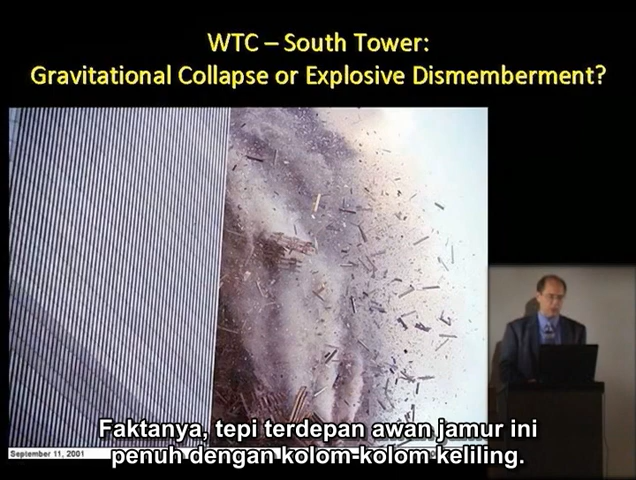 WTC – South Tower:
Gravitational Collapse or Explosive Dismemberment?
September 11, 2001
Faktanya, tepi terdepan awan jamur ini
penuh dengan kolom-kolom keliling.